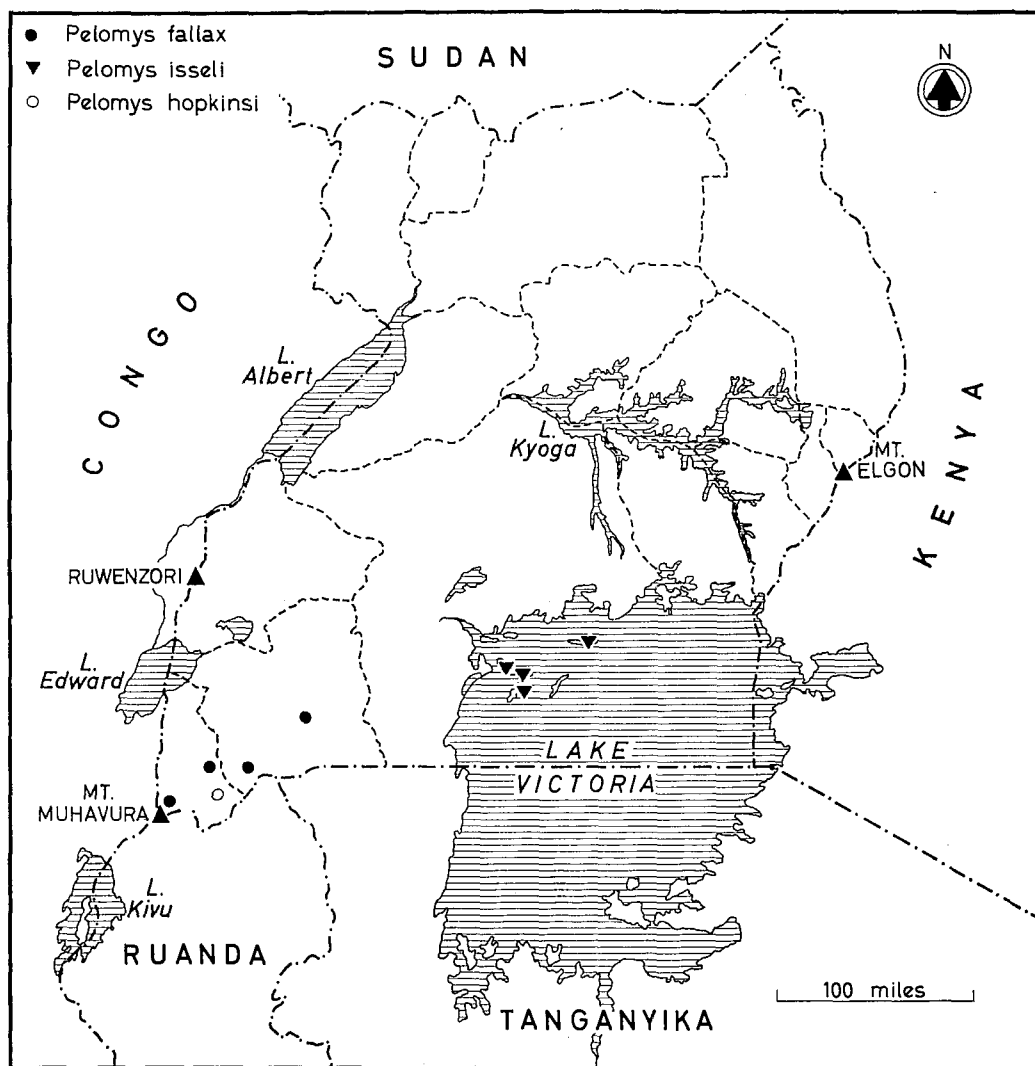 Pelomys fallax
Pelomys isseli
Pelomys hopkinsi
SUDAN
N
CONGO
L.
Albert
L.
Kyoga
MT.
ELGON
KENYA
RUWENZORI
L.
Edward
LAKE
VICTORIA
MT.
MUHAVURA
L.
Kivu
RUANDA
100 miles
TANGANYIKA